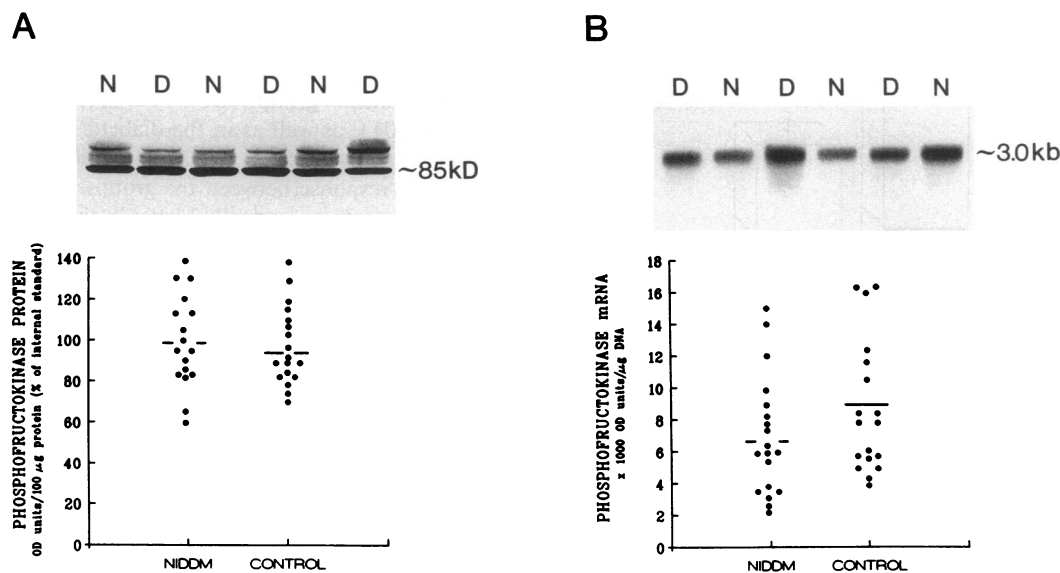 A
N D N D N D
~85kD
PHOSPHOFRUCTOKINASE PROTEIN
OD units/100 µg protein (% of internal standard)
140
120
100
80
60
40
20
0
NIDDM CONTROL
B
D N D N D N
~3.0kb
PHOSPHOFRUCTOKINASE mRNA
x 1000 OD units/µg DNA
18
16
14
12
10
8
6
4
2
0
NIDDM CONTROL